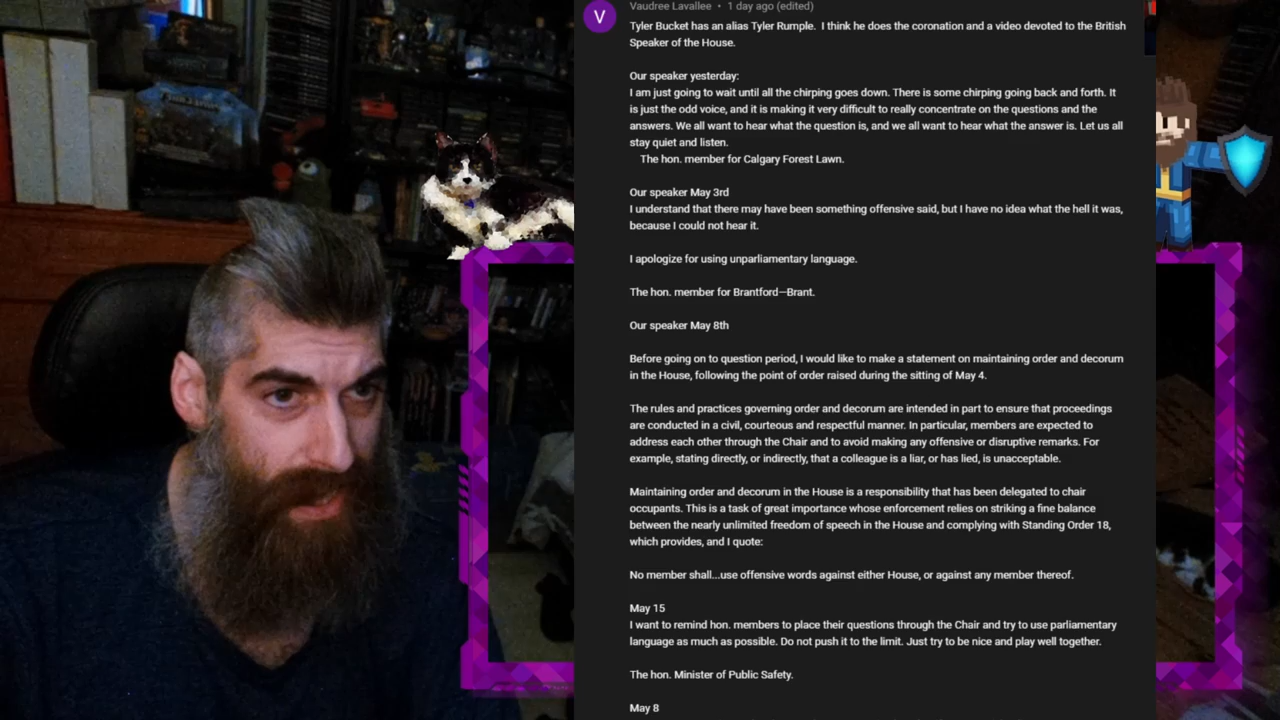 V
Vaudree Lavallee • 1 day ago (edited)
Tyler Bucket has an alias Tyler Rumple.  I think he does the coronation and a video devoted to the British
Speaker of the House.
Our speaker yesterday:
I am just going to wait until all the chirping goes down. There is some chirping going back and forth. It
is just the odd voice, and it is making it very difficult to really concentrate on the questions and the
answers. We all want to hear what the question is, and we all want to hear what the answer is. Let us all
stay quiet and listen.
The hon. member for Calgary Forest Lawn.
Our speaker May 3rd
I understand that there may have been something offensive said, but I have no idea what the hell it was,
because I could not hear it.
I apologize for using unparliamentary language.
The hon. member for Brantford—Brant.
Our speaker May 8th
Before going on to question period, I would like to make a statement on maintaining order and decorum
in the House, following the point of order raised during the sitting of May 4.
The rules and practices governing order and decorum are intended in part to ensure that proceedings
are conducted in a civil, courteous and respectful manner. In particular, members are expected to
address each other through the Chair and to avoid making any offensive or disruptive remarks. For
example, stating directly, or indirectly, that a colleague is a liar, or has lied, is unacceptable.
Maintaining order and decorum in the House is a responsibility that has been delegated to chair
occupants. This is a task of great importance whose enforcement relies on striking a fine balance
between the nearly unlimited freedom of speech in the House and complying with Standing Order 18,
which provides, and I quote:
No member shall...use offensive words against either House, or against any member thereof.
May 15
I want to remind hon. members to place their questions through the Chair and try to use parliamentary
language as much as possible. Do not push it to the limit. Just try to be nice and play well together.
The hon. Minister of Public Safety.
May 8